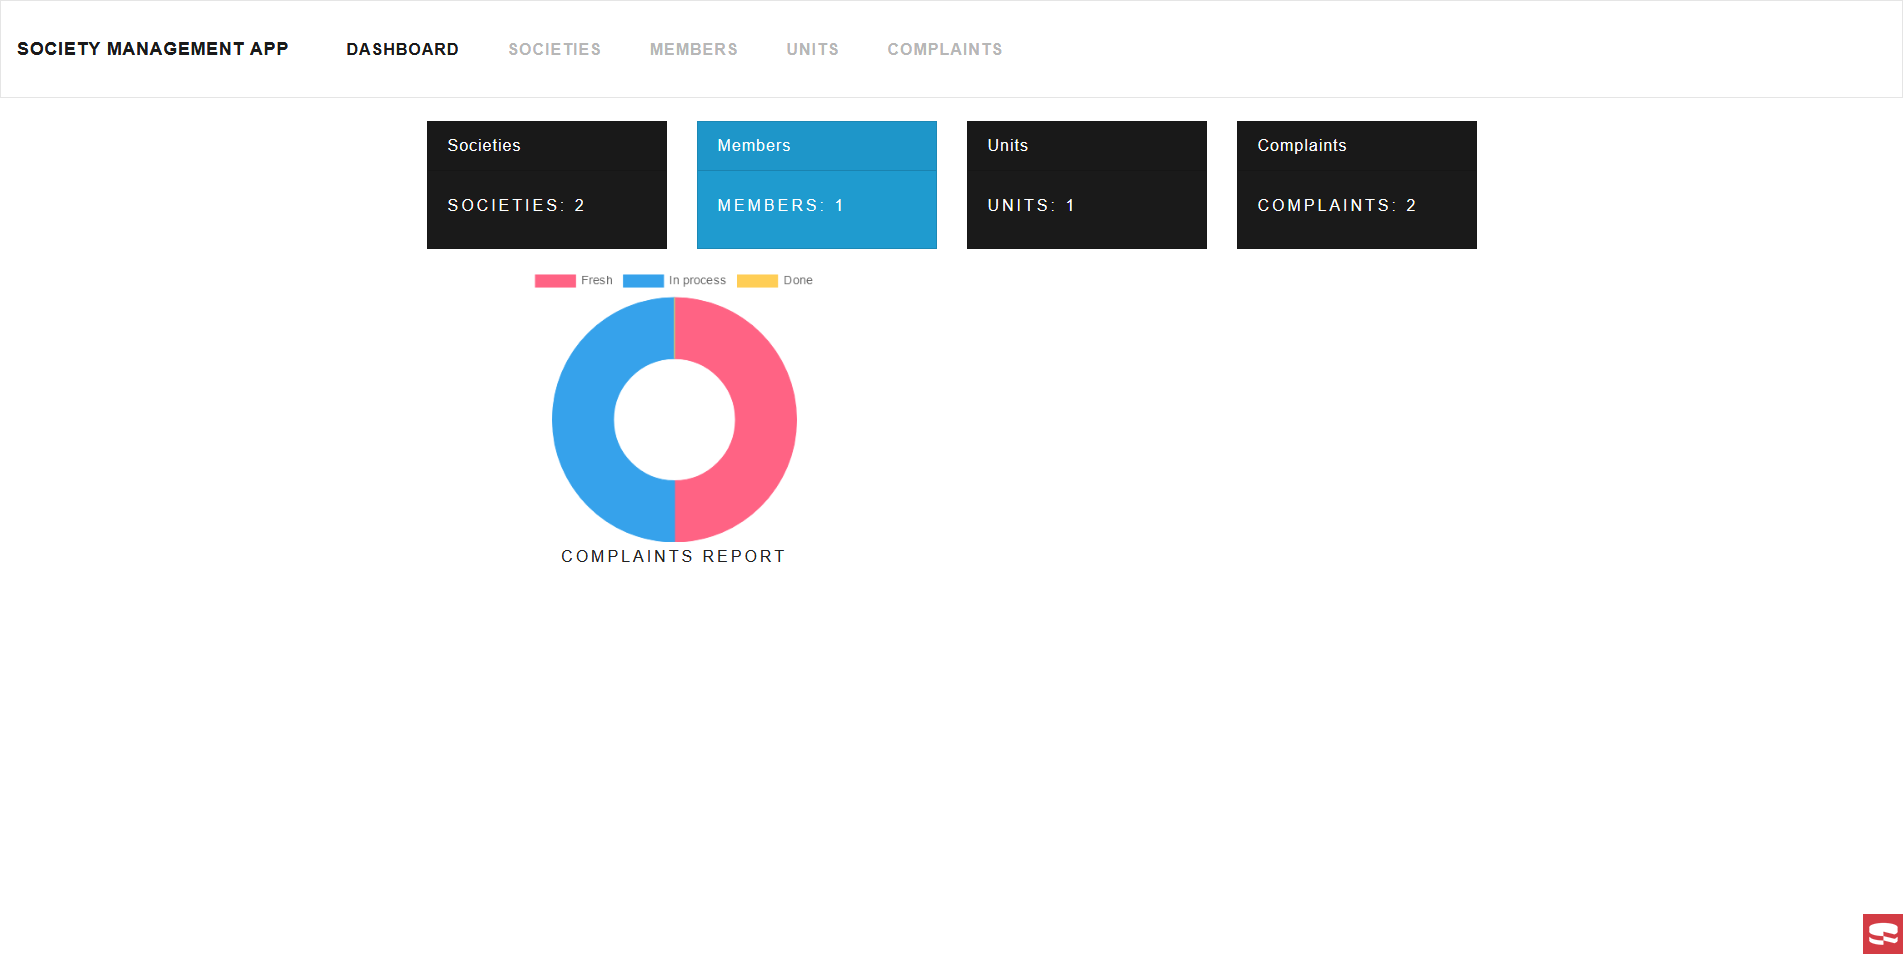 SOCIETY MANAGEMENT APP DASHBOARD SOCIETIES MEMBERS UNITS COMPLAINTS
Societies
SOCIETIES: 2
Members
MEMBERS: 1
Units
UNITS: 1
Complaints
COMPLAINTS: 2
Fresh In process Done
COMPLAINTS REPORT